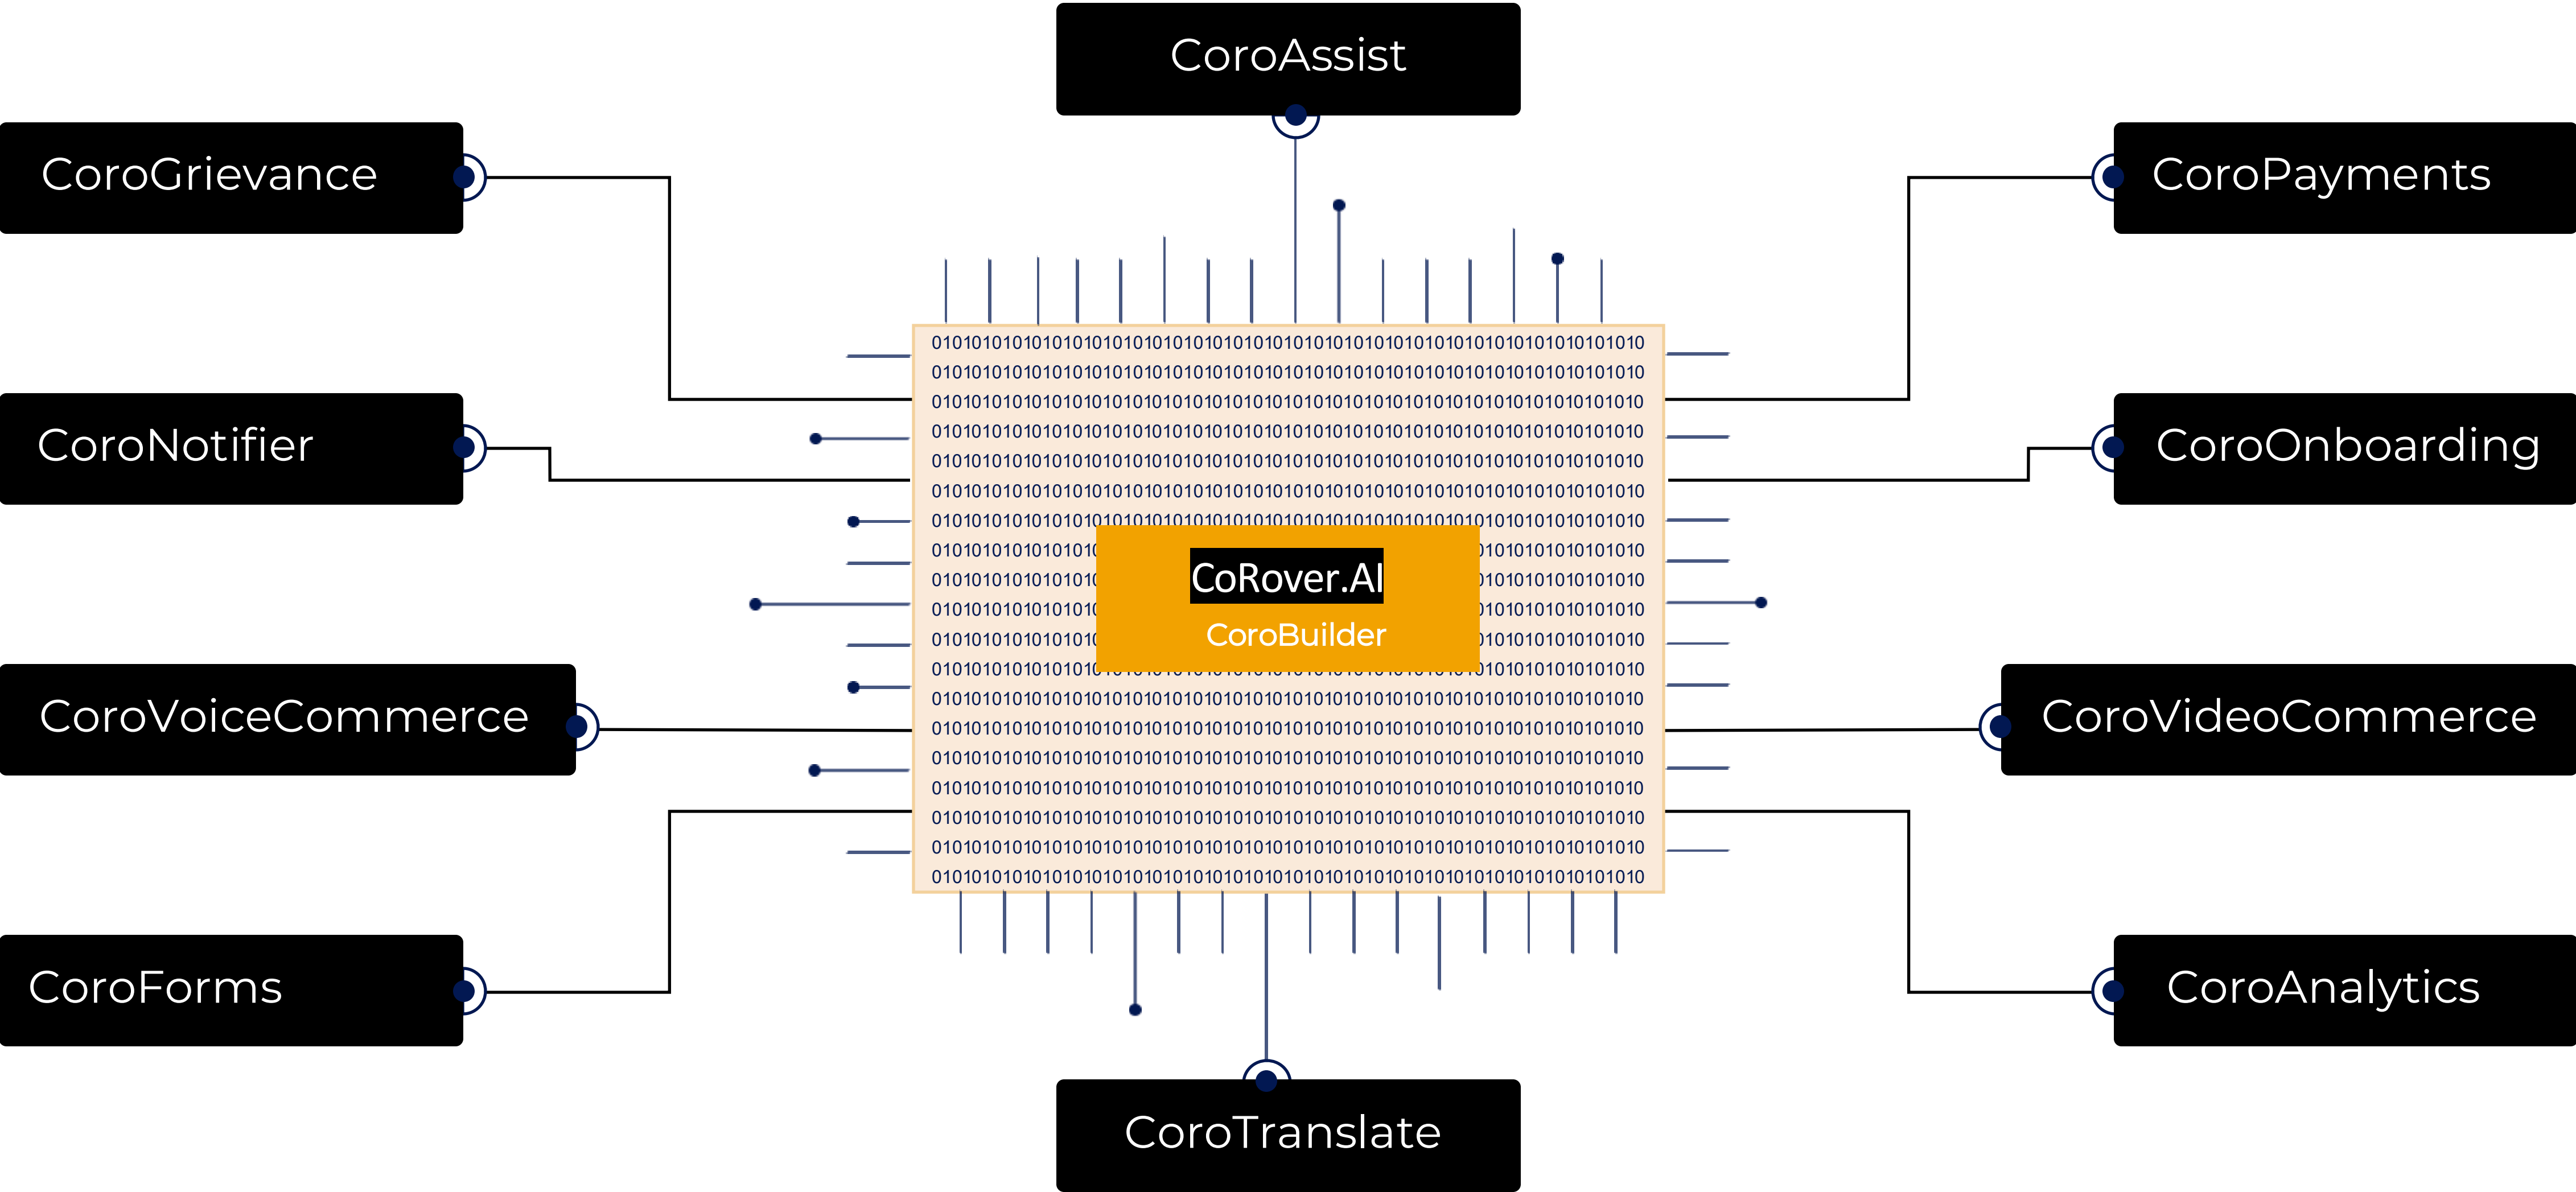 CoroAssist
CoroGrievance
CoroPayments
CoroNotifier
CoroOnboarding
CoRover.AI
CoroBuilder
CoroVoiceCommerce
CoroVideoCommerce
CoroForms
CoroAnalytics
CoroTranslate